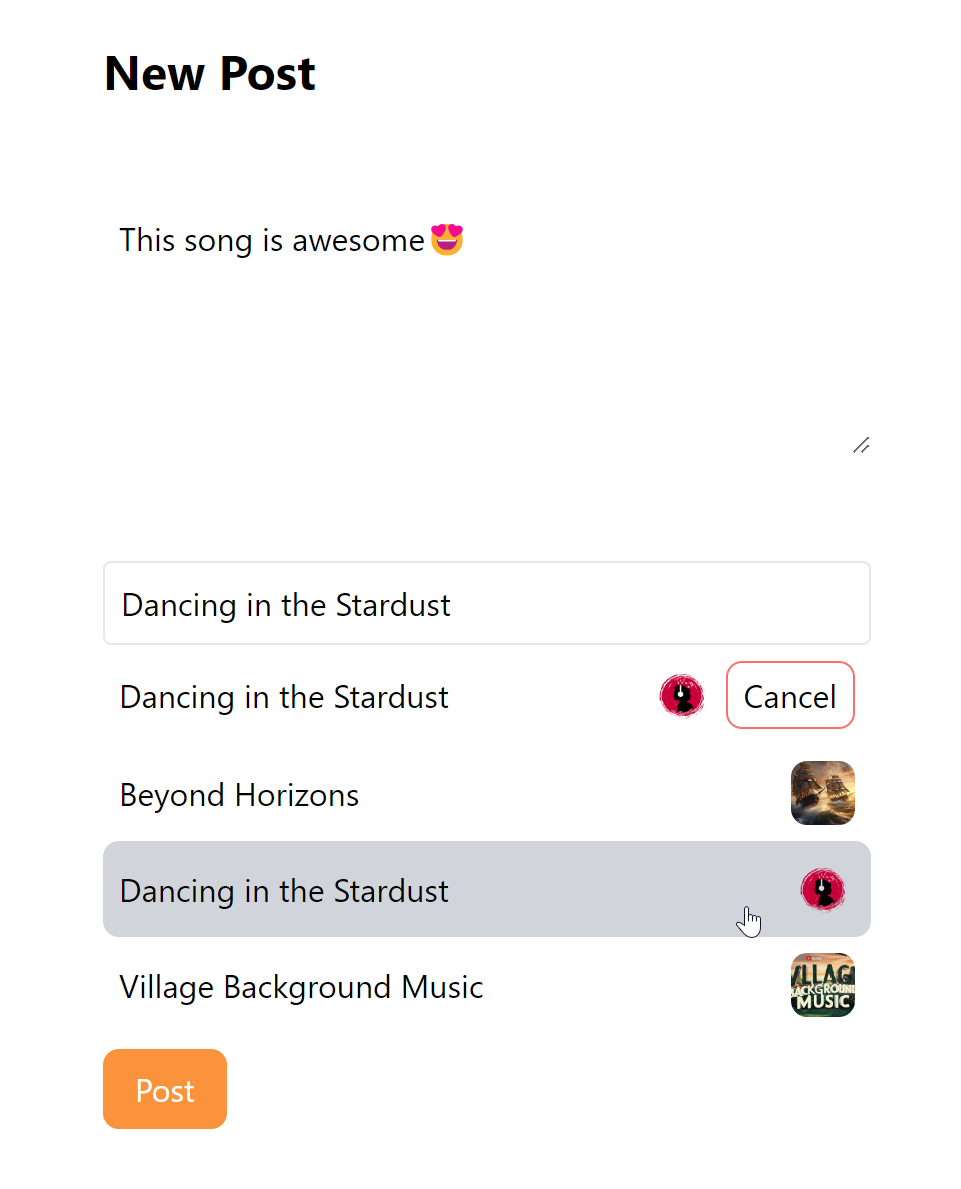 New Post
This song is awesome😍
Dancing in the Stardust
Dancing in the Stardust
Cancel
Beyond Horizons
Dancing in the Stardust
Village Background Music
VILLAGE
BACKGROUND
MUSIC
Post